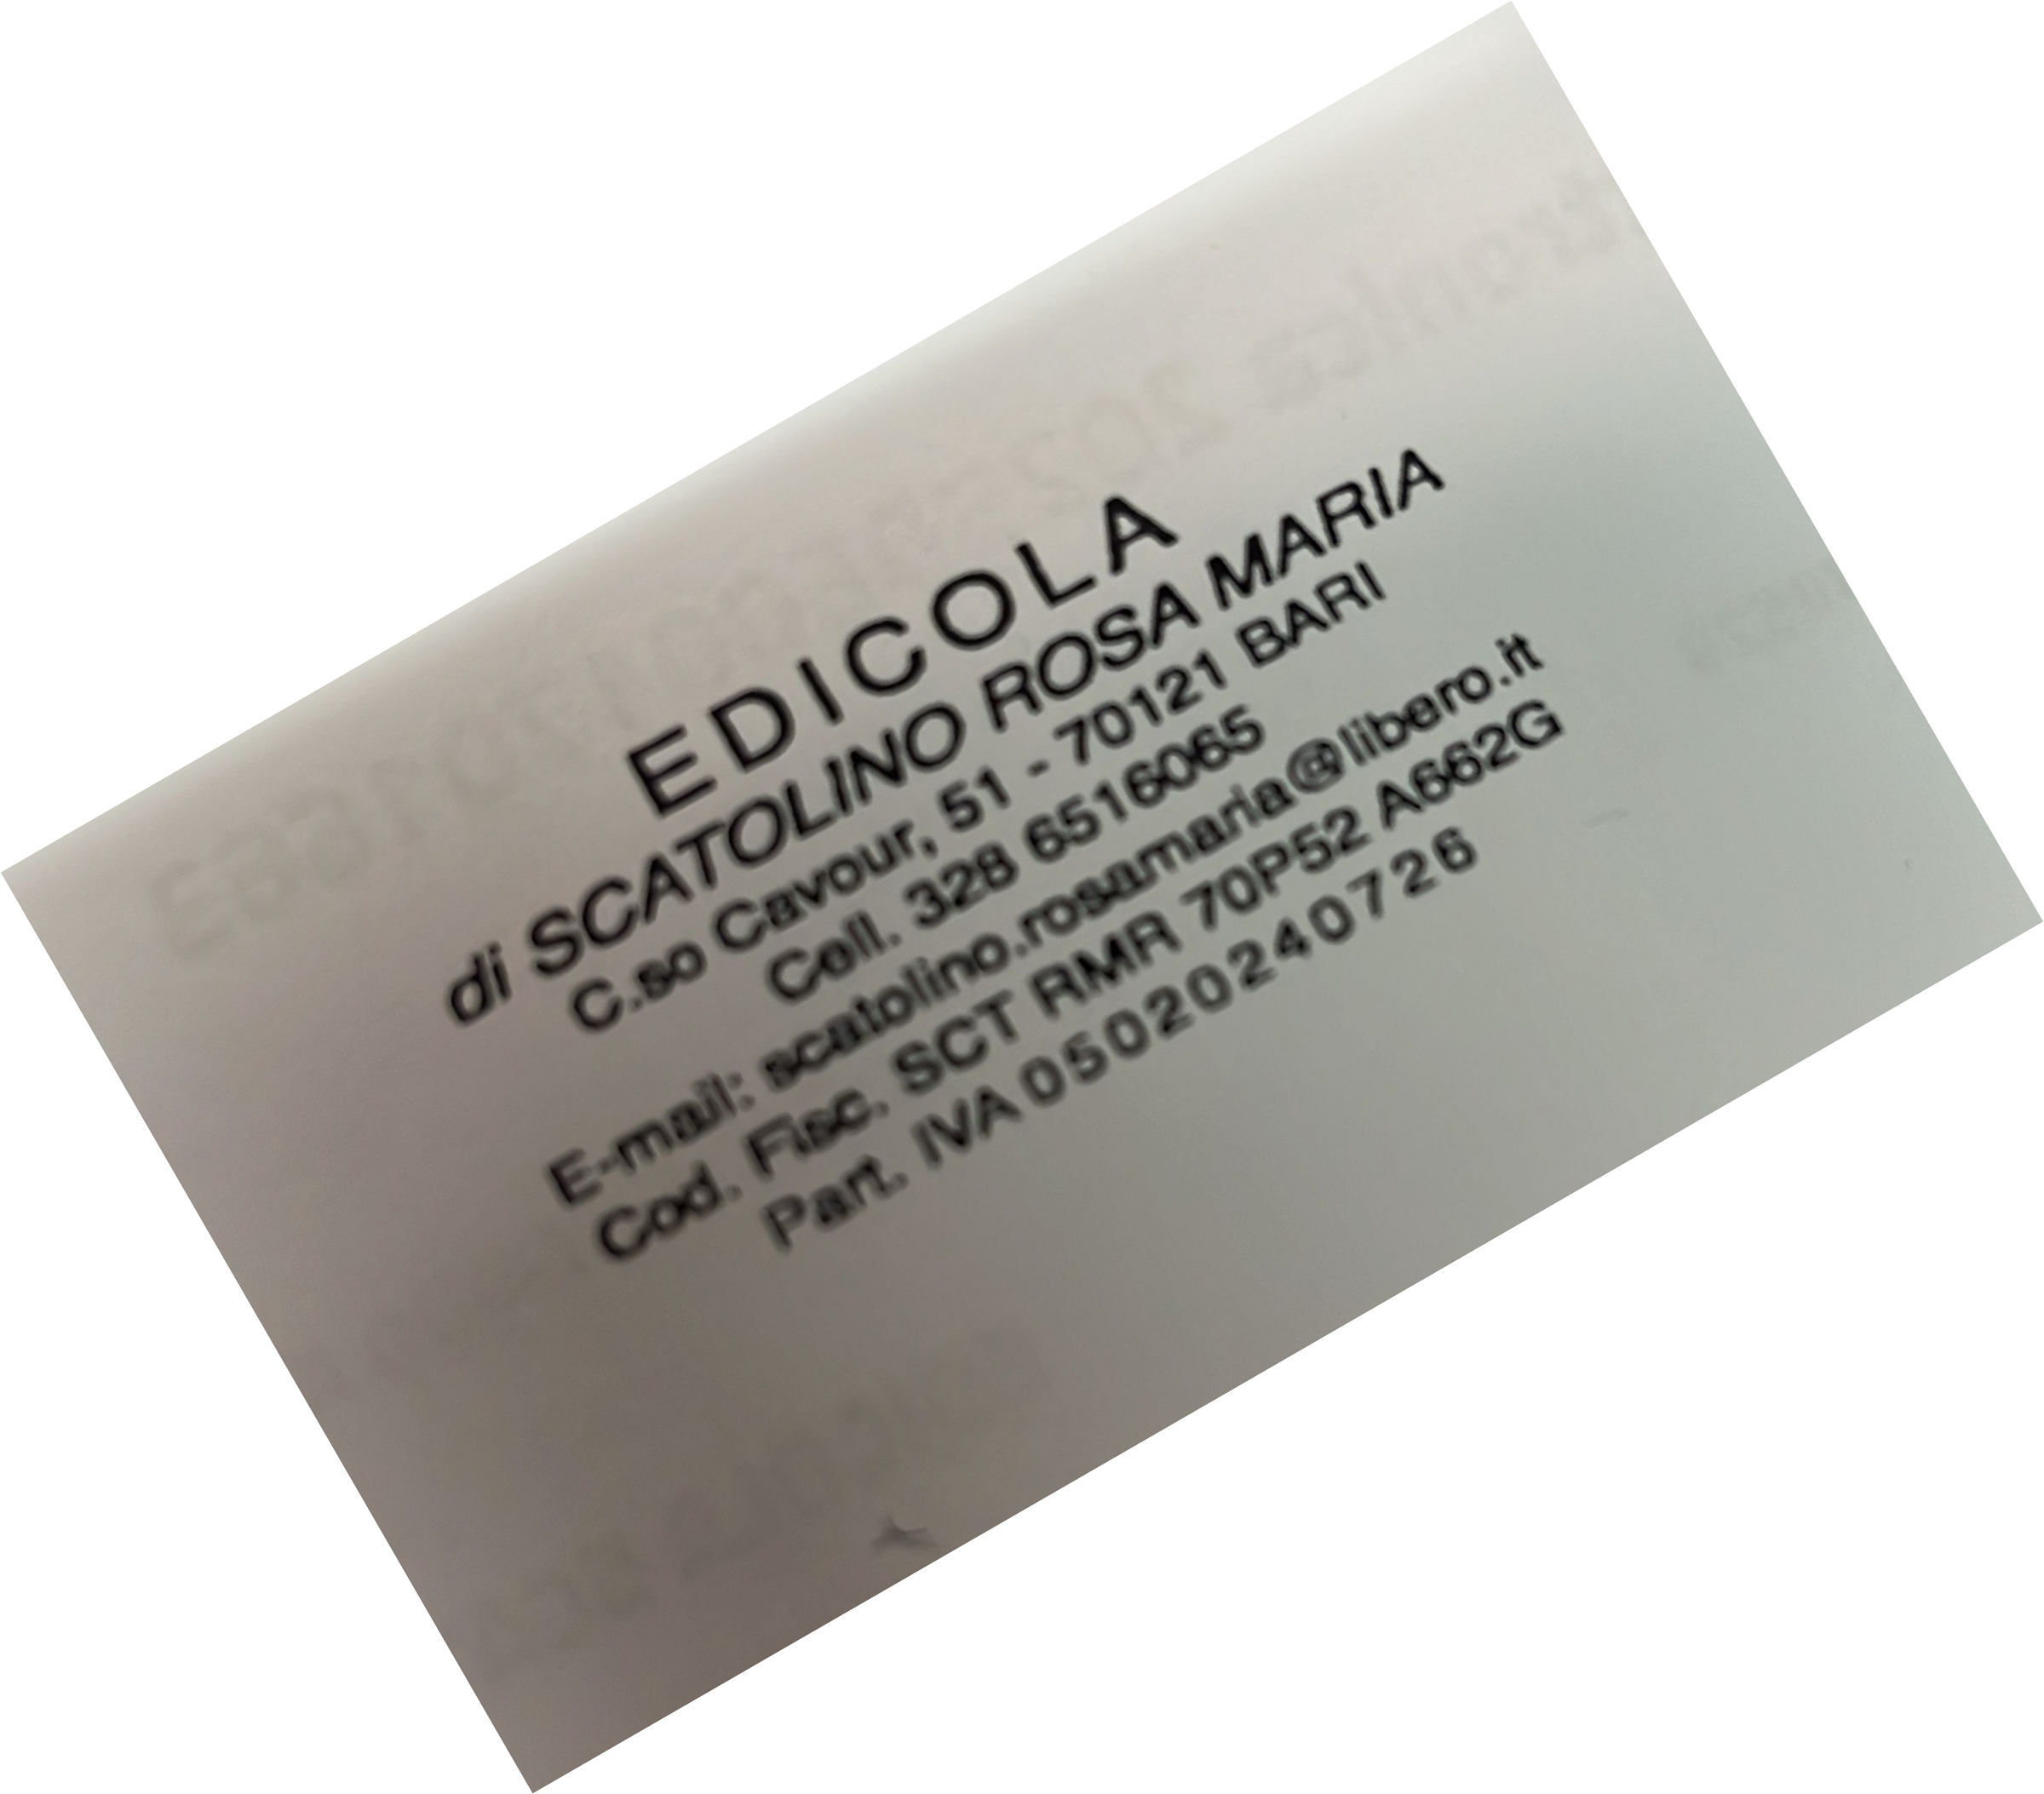 EDICOLA
di SCATOLINO ROSA MARIA
C.so Cavour, 51 - 70121 BARI
Cell. 328 6516065
E-mail: scatolino.rosamaria@libero.it
Cod. Fisc. SCT RMR 70P52 A662G
Part. IVA 05020240726